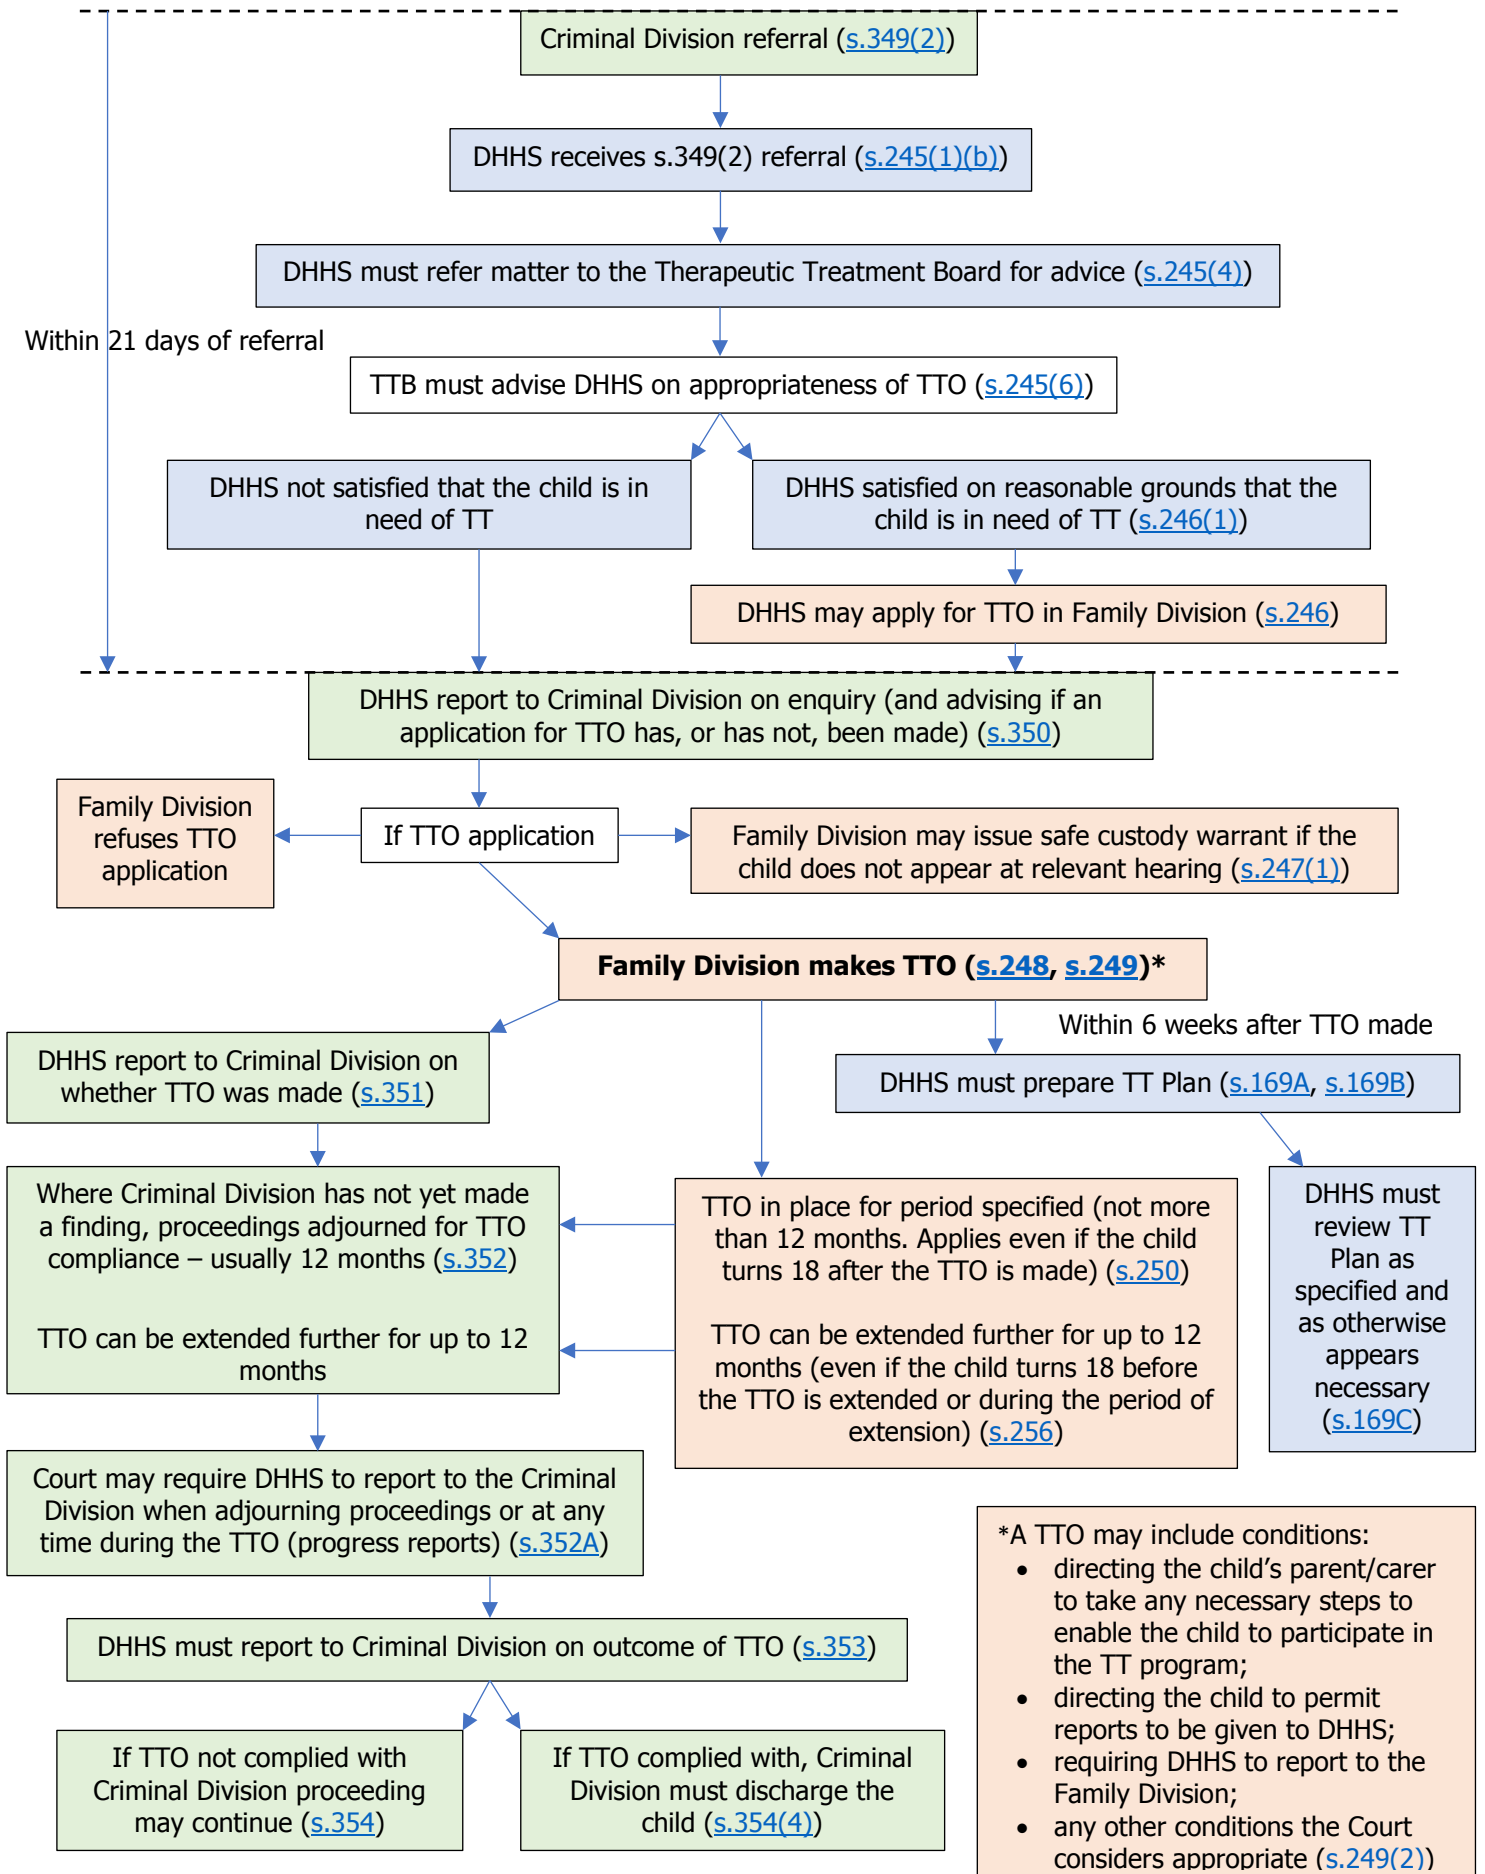 Criminal Division referral (s.349(2))
DHHS receives s.349(2) referral (s.245(1)(b))
DHHS must refer matter to the Therapeutic Treatment Board for advice (s.245(4))
Within 21 days of referral
TTB must advise DHHS on appropriateness of TTO (s.245(6))
DHHS not satisfied that the child is in
need of TT
DHHS satisfied on reasonable grounds that the
child is in need of TT (s.246(1))
DHHS may apply for TTO in Family Division (s.246)
DHHS report to Criminal Division on enquiry (and advising if an
application for TTO has, or has not, been made) (s.350)
Family Division
refuses TTO
application
If TTO application
Family Division may issue safe custody warrant if the
child does not appear at relevant hearing (s.247(1))
Family Division makes TTO (s.248, s.249)*
Within 6 weeks after TTO made
DHHS report to Criminal Division on
whether TTO was made (s.351)
DHHS must prepare TT Plan (s.169A, s.169B)
Where Criminal Division has not yet made
a finding, proceedings adjourned for TTO
compliance – usually 12 months (s.352)
TTO can be extended further for up to 12
months
TTO in place for period specified (not more
than 12 months. Applies even if the child
turns 18 after the TTO is made) (s.250)
TTO can be extended further for up to 12
months (even if the child turns 18 before
the TTO is extended or during the period of
extension) (s.256)
DHHS must
review TT
Plan as
specified and
as otherwise
appears
necessary
(s.169C)
Court may require DHHS to report to the Criminal
Division when adjourning proceedings or at any
time during the TTO (progress reports) (s.352A)
DHHS must report to Criminal Division on outcome of TTO (s.353)
If TTO not complied with
Criminal Division proceeding
may continue (s.354)
If TTO complied with, Criminal
Division must discharge the
child (s.354(4))
*A TTO may include conditions:
• directing the child's parent/carer
to take any necessary steps to
enable the child to participate in
the TT program;
• directing the child to permit
reports to be given to DHHS;
• requiring DHHS to report to the
Family Division;
• any other conditions the Court
considers appropriate (s.249(2))